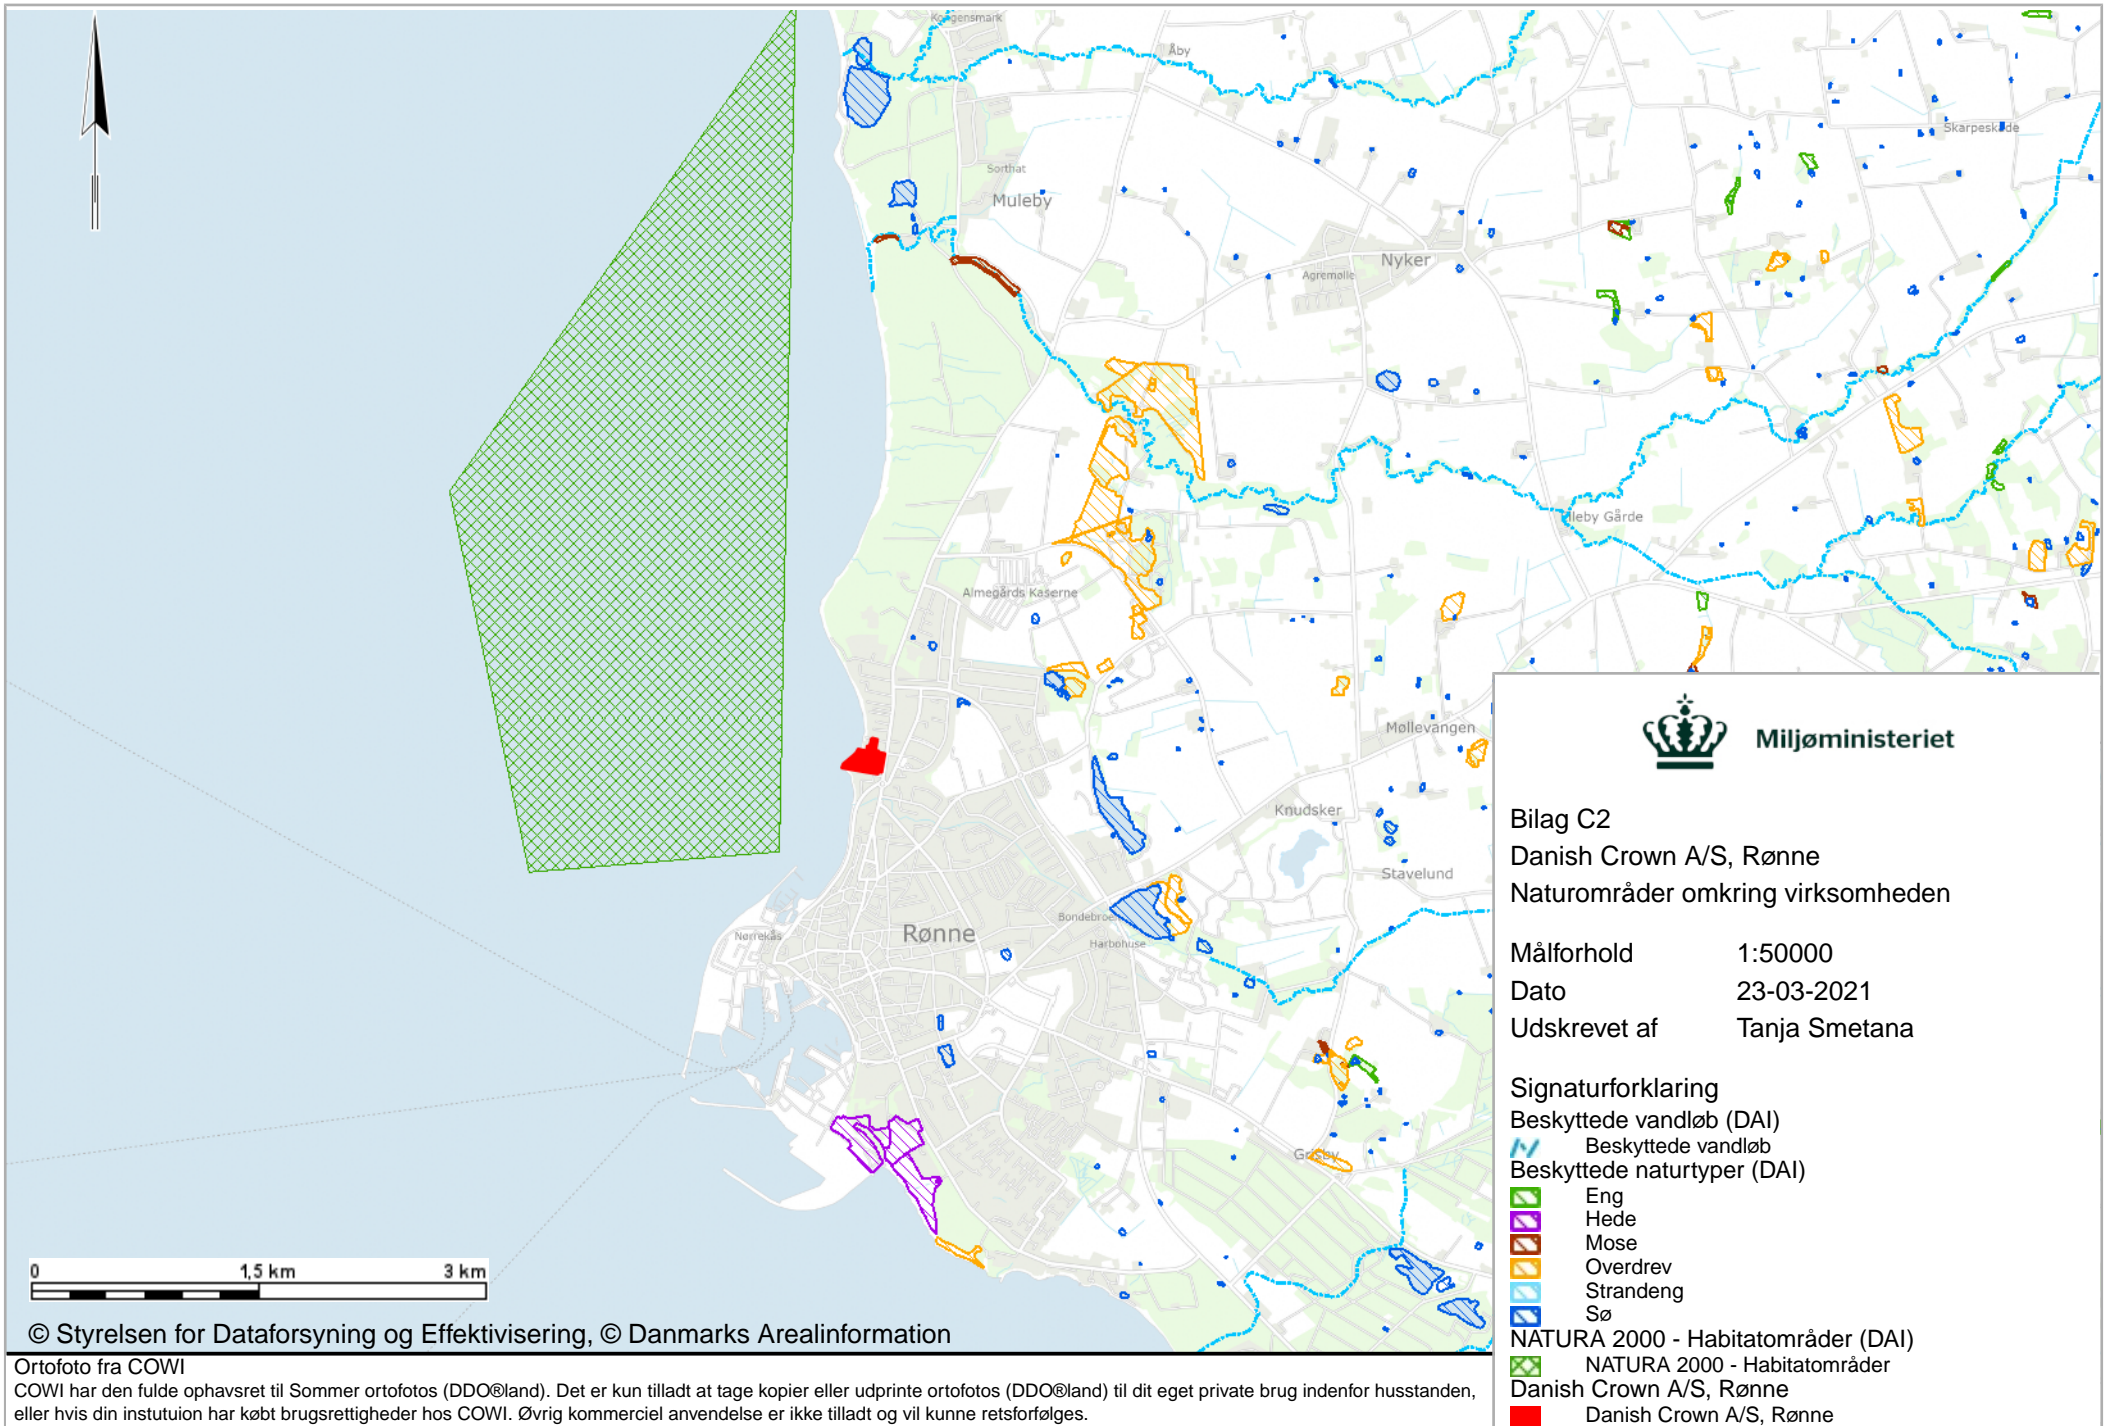 Kongensmark
Åby
Skarpeskade
Sorthat
Muleby
Nyker
Agremølle
lleby Gårde
Almegårds Kaserne
Møllevangen
Knudsker
Stavelund
Bondebroen
Harbohuse
Rønne
Nørrekås
Grisby
0 1,5 km 3 km
© Styrelsen for Dataforsyning og Effektivisering, © Danmarks Arealinformation
Ortofoto fra COWI
COWI har den fulde ophavsret til Sommer ortofotos (DDO®land). Det er kun tilladt at tage kopier eller udprinte ortofotos (DDO®land) til dit eget private brug indenfor husstanden,
eller hvis din instutuion har købt brugsrettigheder hos COWI. Øvrig kommerciel anvendelse er ikke tilladt og vil kunne retsforfølges.
Miljøministeriet
Bilag C2
Danish Crown A/S, Rønne
Naturområder omkring virksomheden
Målforhold 1:50000
Dato 23-03-2021
Udskrevet af Tanja Smetana
Signaturforklaring
Beskyttede vandløb (DAI)
Beskyttede vandløb
Beskyttede naturtyper (DAI)
Eng
Hede
Mose
Overdrev
Strandeng
Sø
NATURA 2000 - Habitatområder (DAI)
NATURA 2000 - Habitatområder
Danish Crown A/S, Rønne
Danish Crown A/S, Rønne